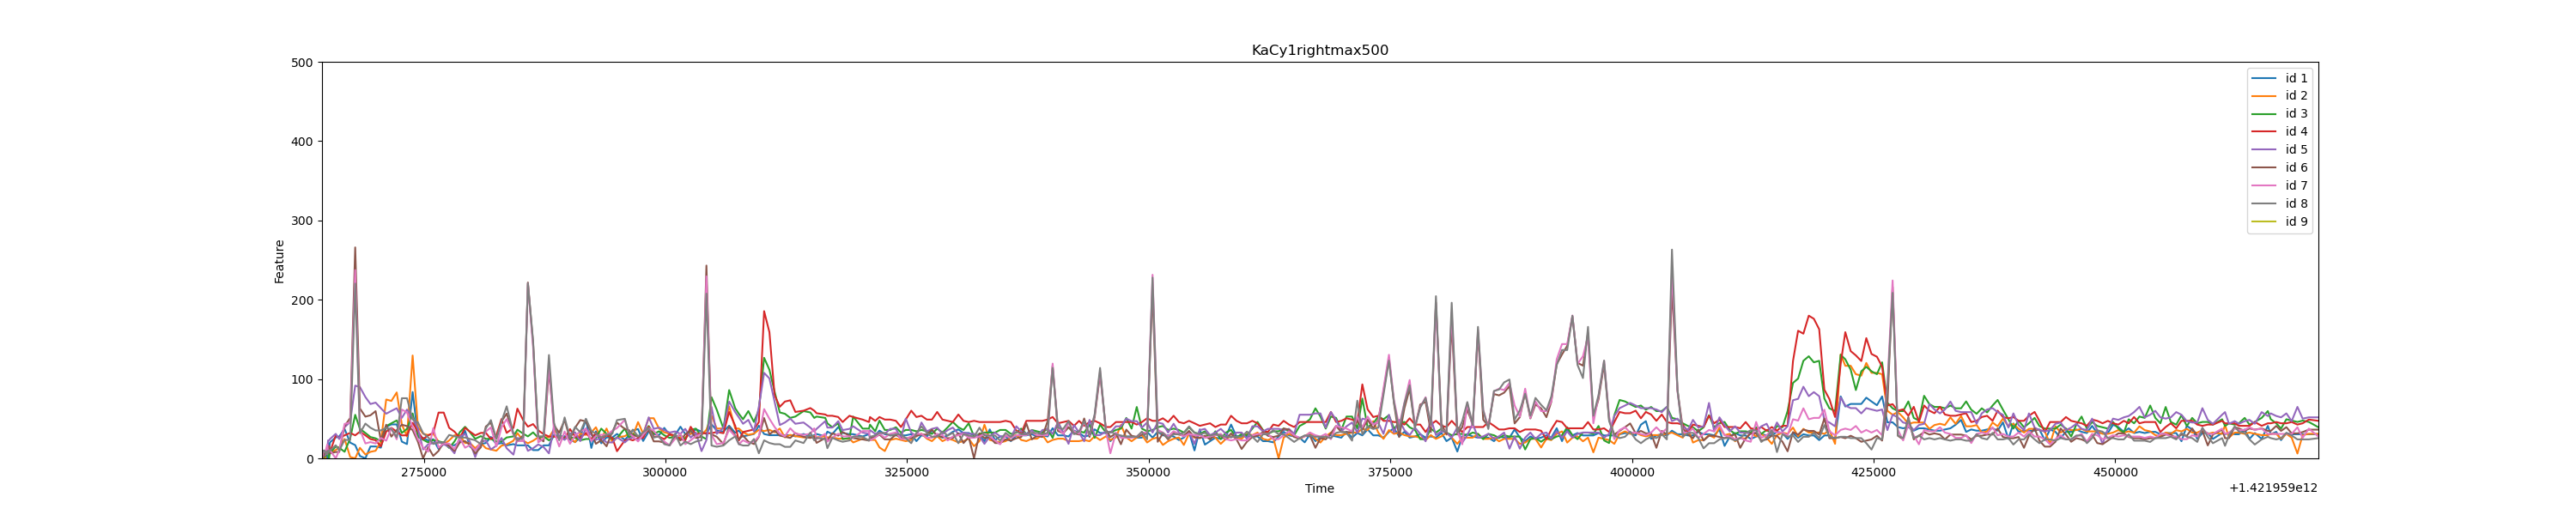 KaCy1rightmax500
500
400
300
200
100
0
Feature
275000 300000 325000 350000 375000 400000 425000 450000
Time
+1.421959e12
id 1
id 2
id 3
id 4
id 5
id 6
id 7
id 8
id 9